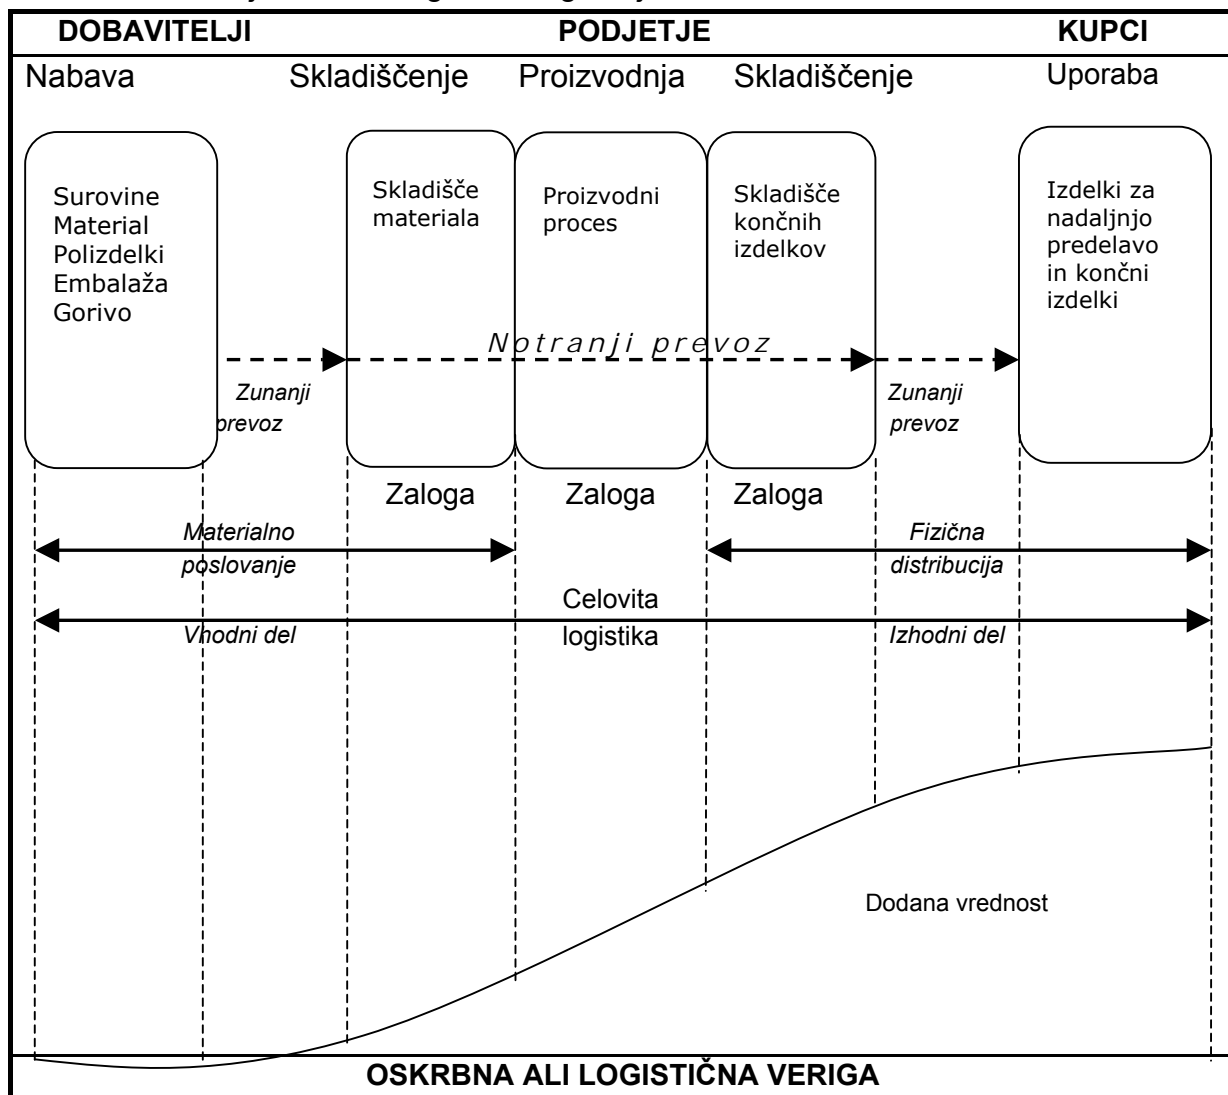 DOBAVITELJI PODJETJE KUPCI
Nabava Skladiščenje Proizvodnja Skladiščenje Uporaba
Surovine
Material
Polizdelki
Embalaža
Gorivo
Skladišče
materiala
Proizvodni
proces
Skladišče
končnih
izdelkov
Izdelki za
nadaljnjo
predelavo
in končni
izdelki
Notranji prevoz
Zunanji
prevoz
Zunanji
prevoz
Zaloga Zaloga Zaloga
Materialno
poslovanje
Fizična
distribucija
Celovita
logistika
Vhodni del
Izhodni del
Dodana vrednost
OSKRBNA ALI LOGISTIČNA VERIGA